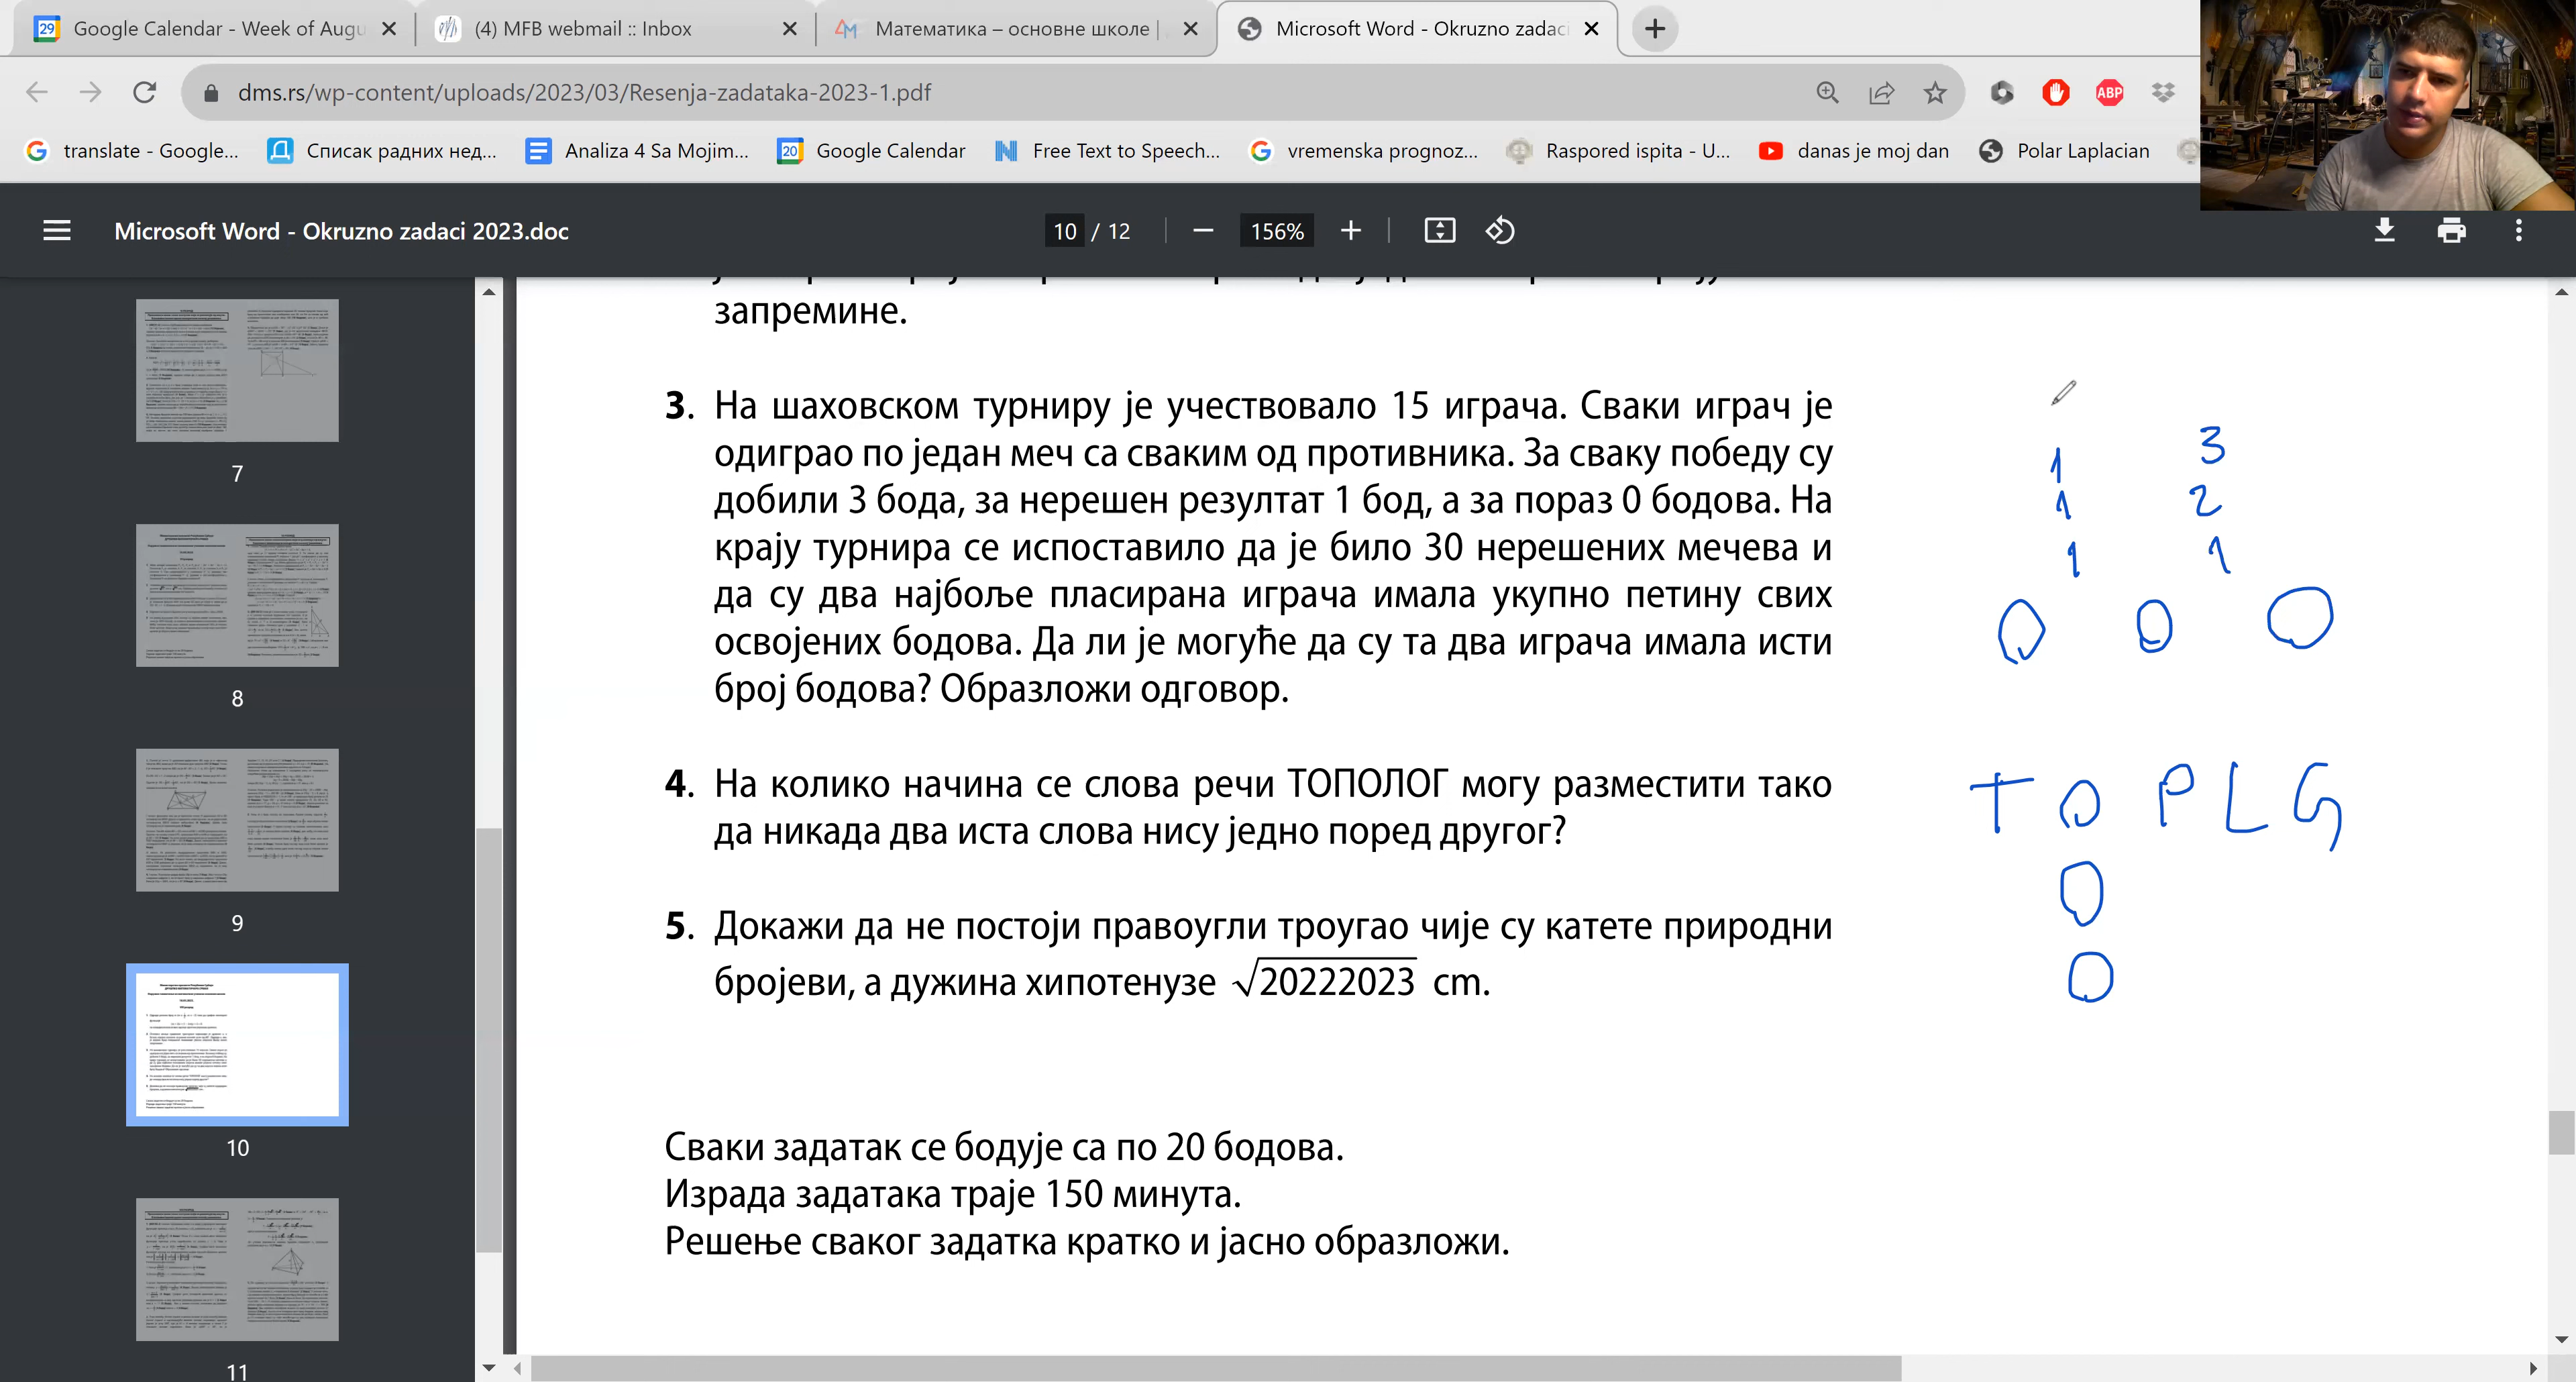 Google Calendar - Week of Augu
(4) MFB webmail :: Inbox
Математика – основне школе |
Microsoft Word - Okruzno zadac
dms.rs/wp-content/uploads/2023/03/Resenja-zadataka-2023-1.pdf
ABP
translate - Google...
Списак радних нед...
Analiza 4 Sa Mojim...
20 Google Calendar
Free Text to Speech...
vremenska prognoz...
Raspored ispita - U...
danas je moj dan
Polar Laplacian
Microsoft Word - Okruzno zadaci 2023.doc
10 / 12
156%
7
8
9
10
11
запремине.
3. На шаховском турниру је учествовало 15 играча. Сваки играч је
одиграо по један меч са сваким од противника. За сваку победу су
добили 3 бода, за нерешен резултат 1 бод, а за пораз 0 бодова. На
крају турнира се испоставило да је било 30 нерешених мечева и
да су два најбоље пласирана играча имала укупно петину свих
освојених бодова. Да ли је могуће да су та два играча имала исти
број бодова? Образложи одговор.
4. На колико начина се слова речи ТОПОЛОГ могу разместити тако
да никада два иста слова нису једно поред другог?
5. Докажи да не постоји правоугли троугао чије су катете природни
бројеви, а дужина хипотенузе √20222023 cm.
Сваки задатак се бодује са по 20 бодова.
Израда задатака траје 150 минута.
Решење сваког задатка кратко и јасно образложи.
1 3
1 2
1 1
O O O
T O P L G
O
O